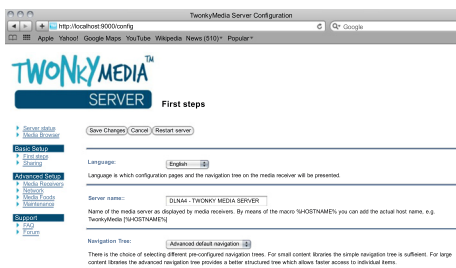 TwonkyMedia Server Configuration
http://localhost:9000/config
Google
Apple Yahoo! Google Maps YouTube Wikipedia News (510) Popular
TWONKYMEDIA TM
SERVER
First steps
Server status
Media Browser
Save Changes Cancel Restart server
Basic Setup
First steps
Sharing
Advanced Setup
Media Receivers
Network
Media Feeds
Maintenance
Support
FAQ
Forum
Language: English
Language in which configuration pages and the navigation tree on the media receiver will be presented.
Server name:: DLNA4 - TWONKY MEDIA SERVER
Name of the media server as displayed by media receivers. By means of the macro %HOSTNAME% you can add the actual host name, e.g.
TwonkyMedia [%HOSTNAME%]
Navigation Tree: Advanced default navigation
There is the choice of selecting different pre-configured navigation trees. For small content libraries the simple navigation tree is sufficient. For large
content libraries the advanced navigation tree provides a better structured tree which allows faster access to individual items.